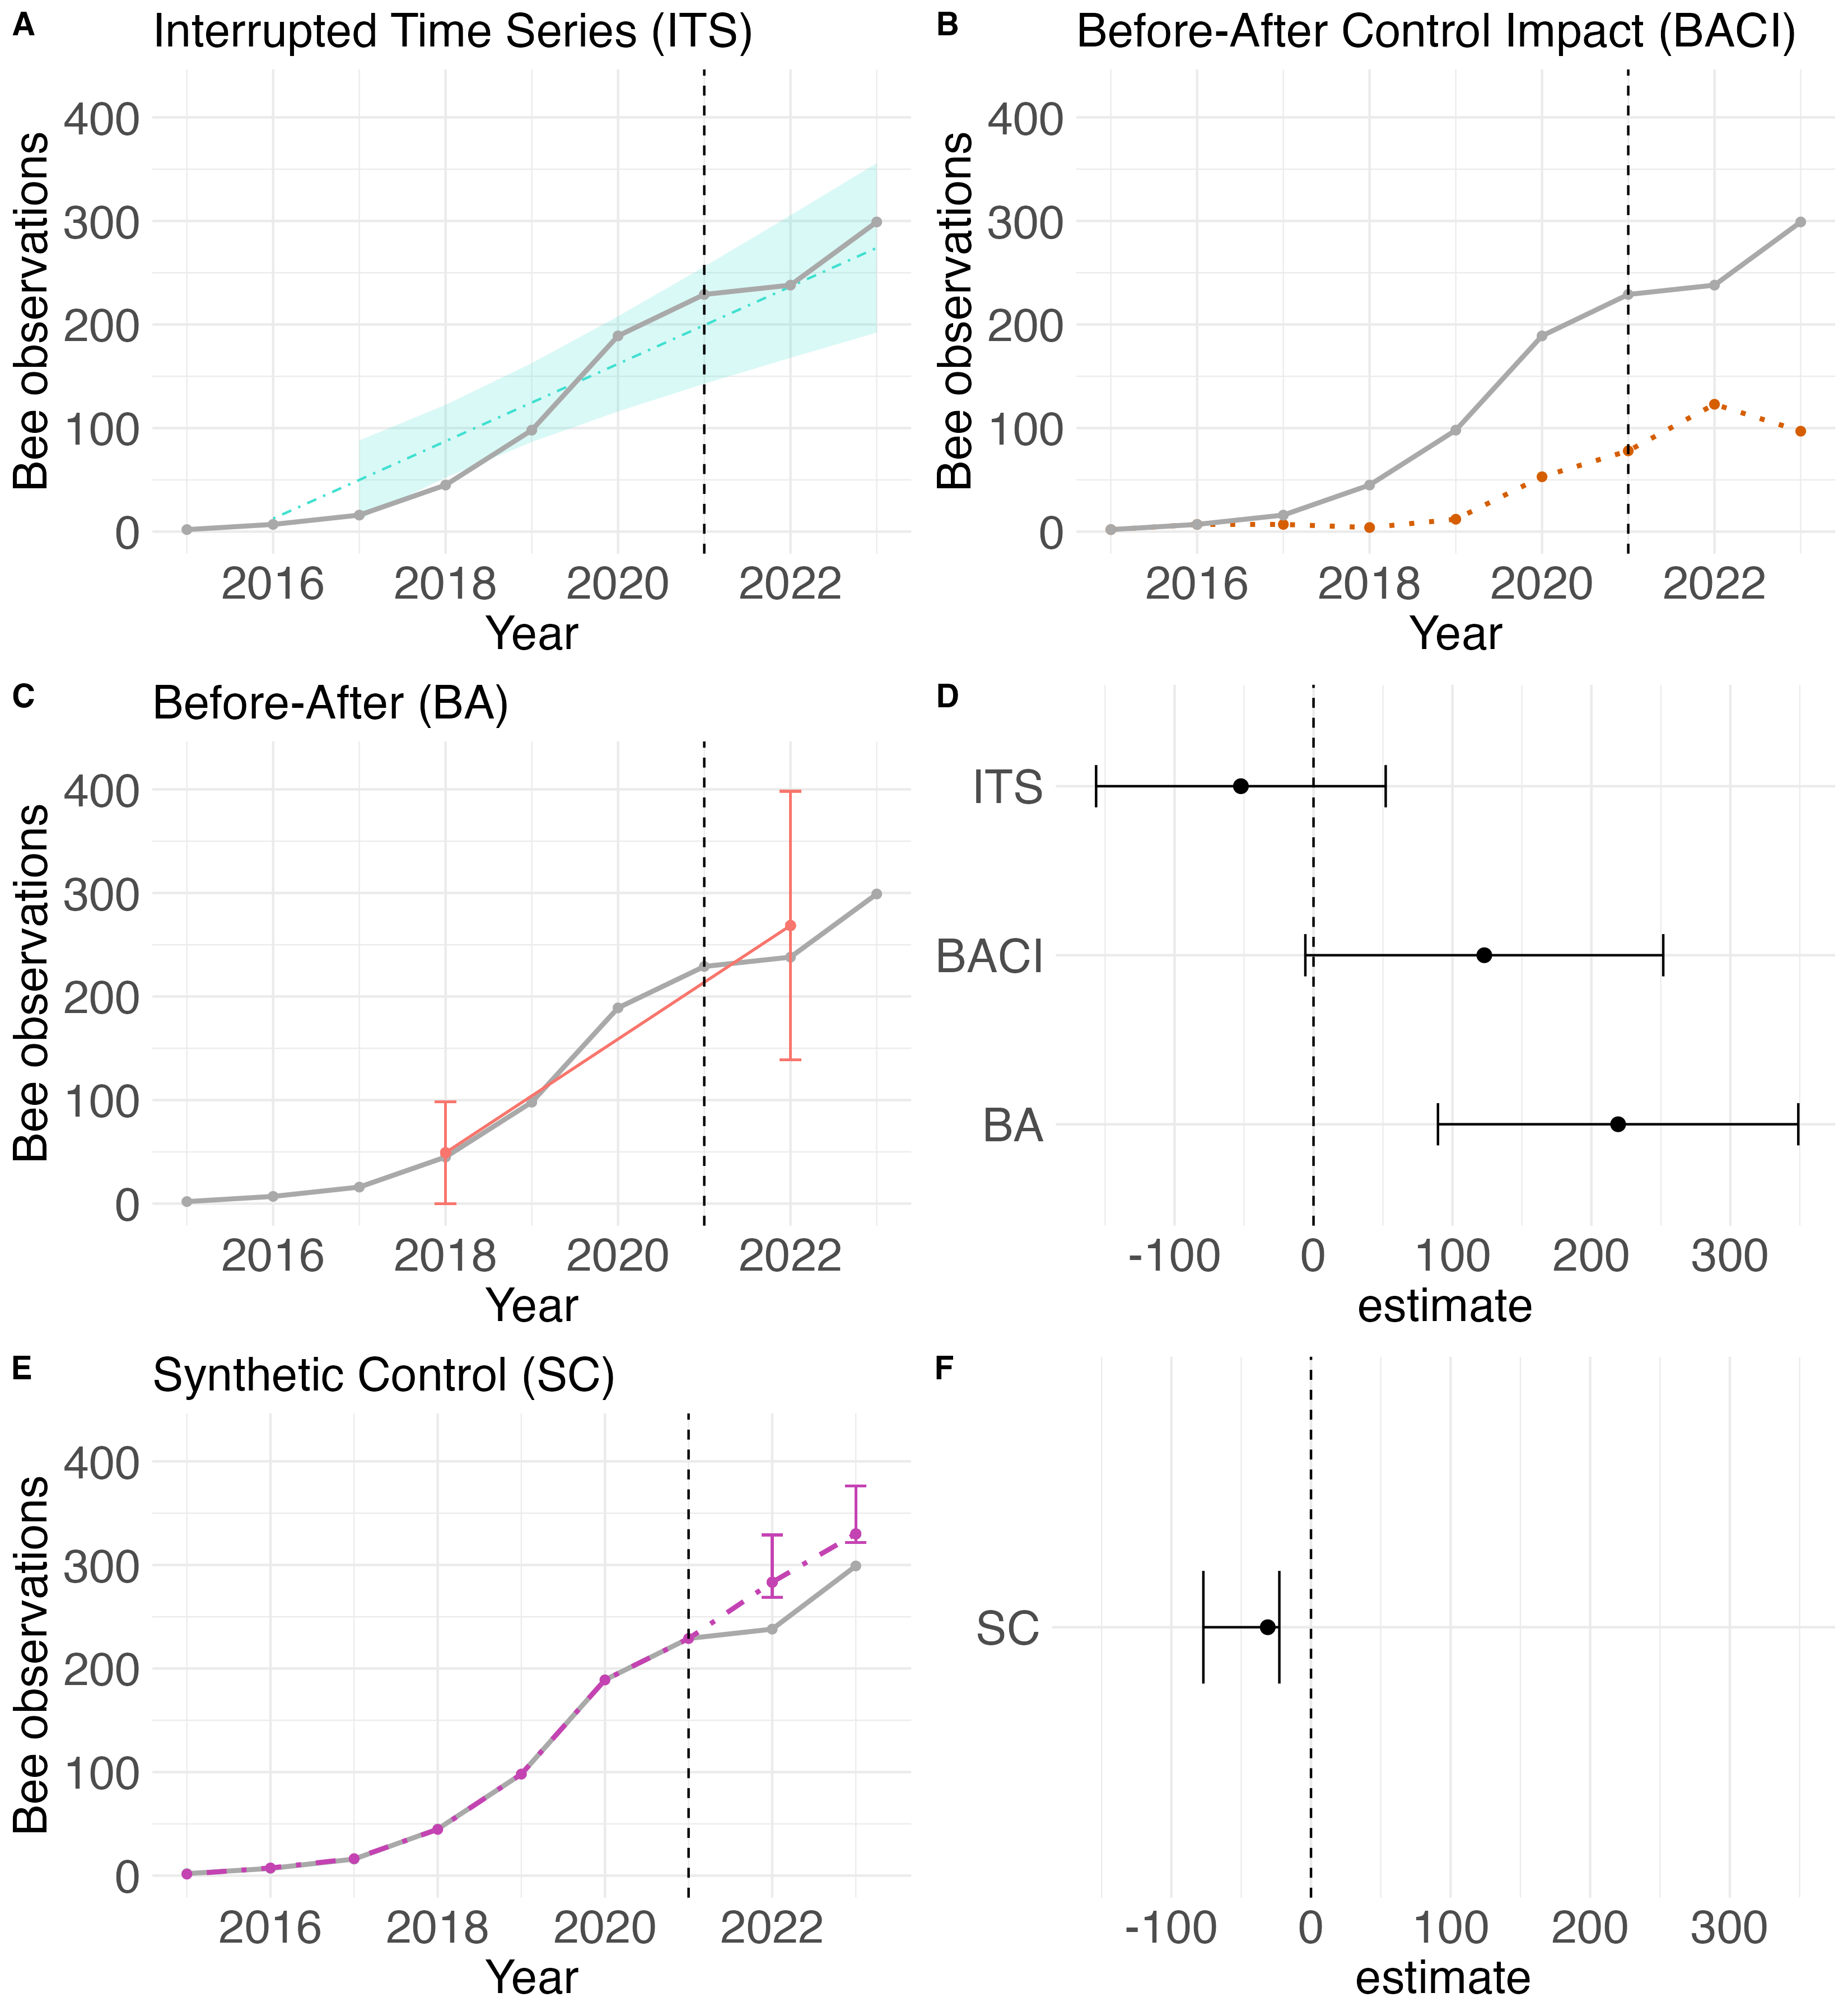 A
Interrupted Time Series (ITS)
Bee observations
400
300
200
100
0
2016 2018 2020 2022
Year
B
Before-After Control Impact (BACI)
Bee observations
400
300
200
100
0
2016 2018 2020 2022
Year
C
Before-After (BA)
Bee observations
400
300
200
100
0
2016 2018 2020 2022
Year
D
ITS
BACI
BA
-100 0 100 200 300
estimate
E
Synthetic Control (SC)
Bee observations
400
300
200
100
0
2016 2018 2020 2022
Year
F
SC
-100 0 100 200 300
estimate